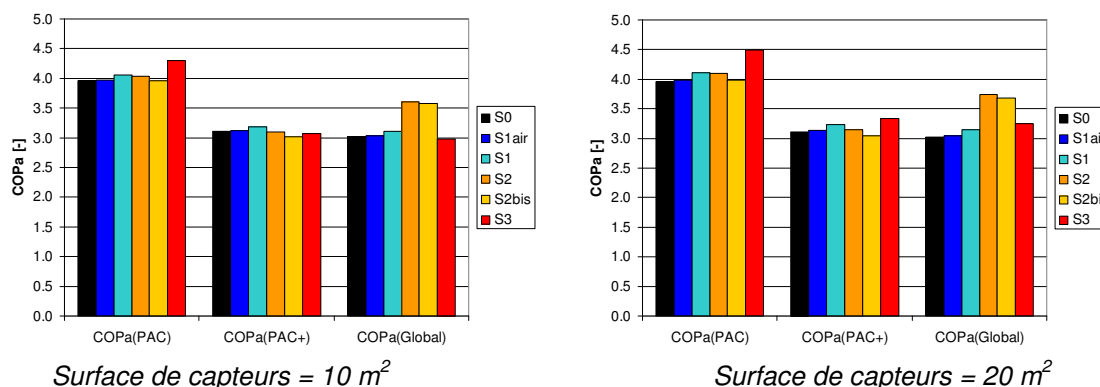 5.0
4.5
4.0
3.5
3.0
2.5
2.0
1.5
1.0
0.5
0.0
COPa [-]
COPa(PAC) COPa(PAC+) COPa(Global)
S0
S1air
S1
S2
S2bis
S3
Surface de capteurs = 10 m²
5.0
4.5
4.0
3.5
3.0
2.5
2.0
1.5
1.0
0.5
0.0
COPa [-]
COPa(PAC) COPa(PAC+) COPa(Global)
S0
S1ai
S1
S2
S2bi
S3
Surface de capteurs = 20 m²